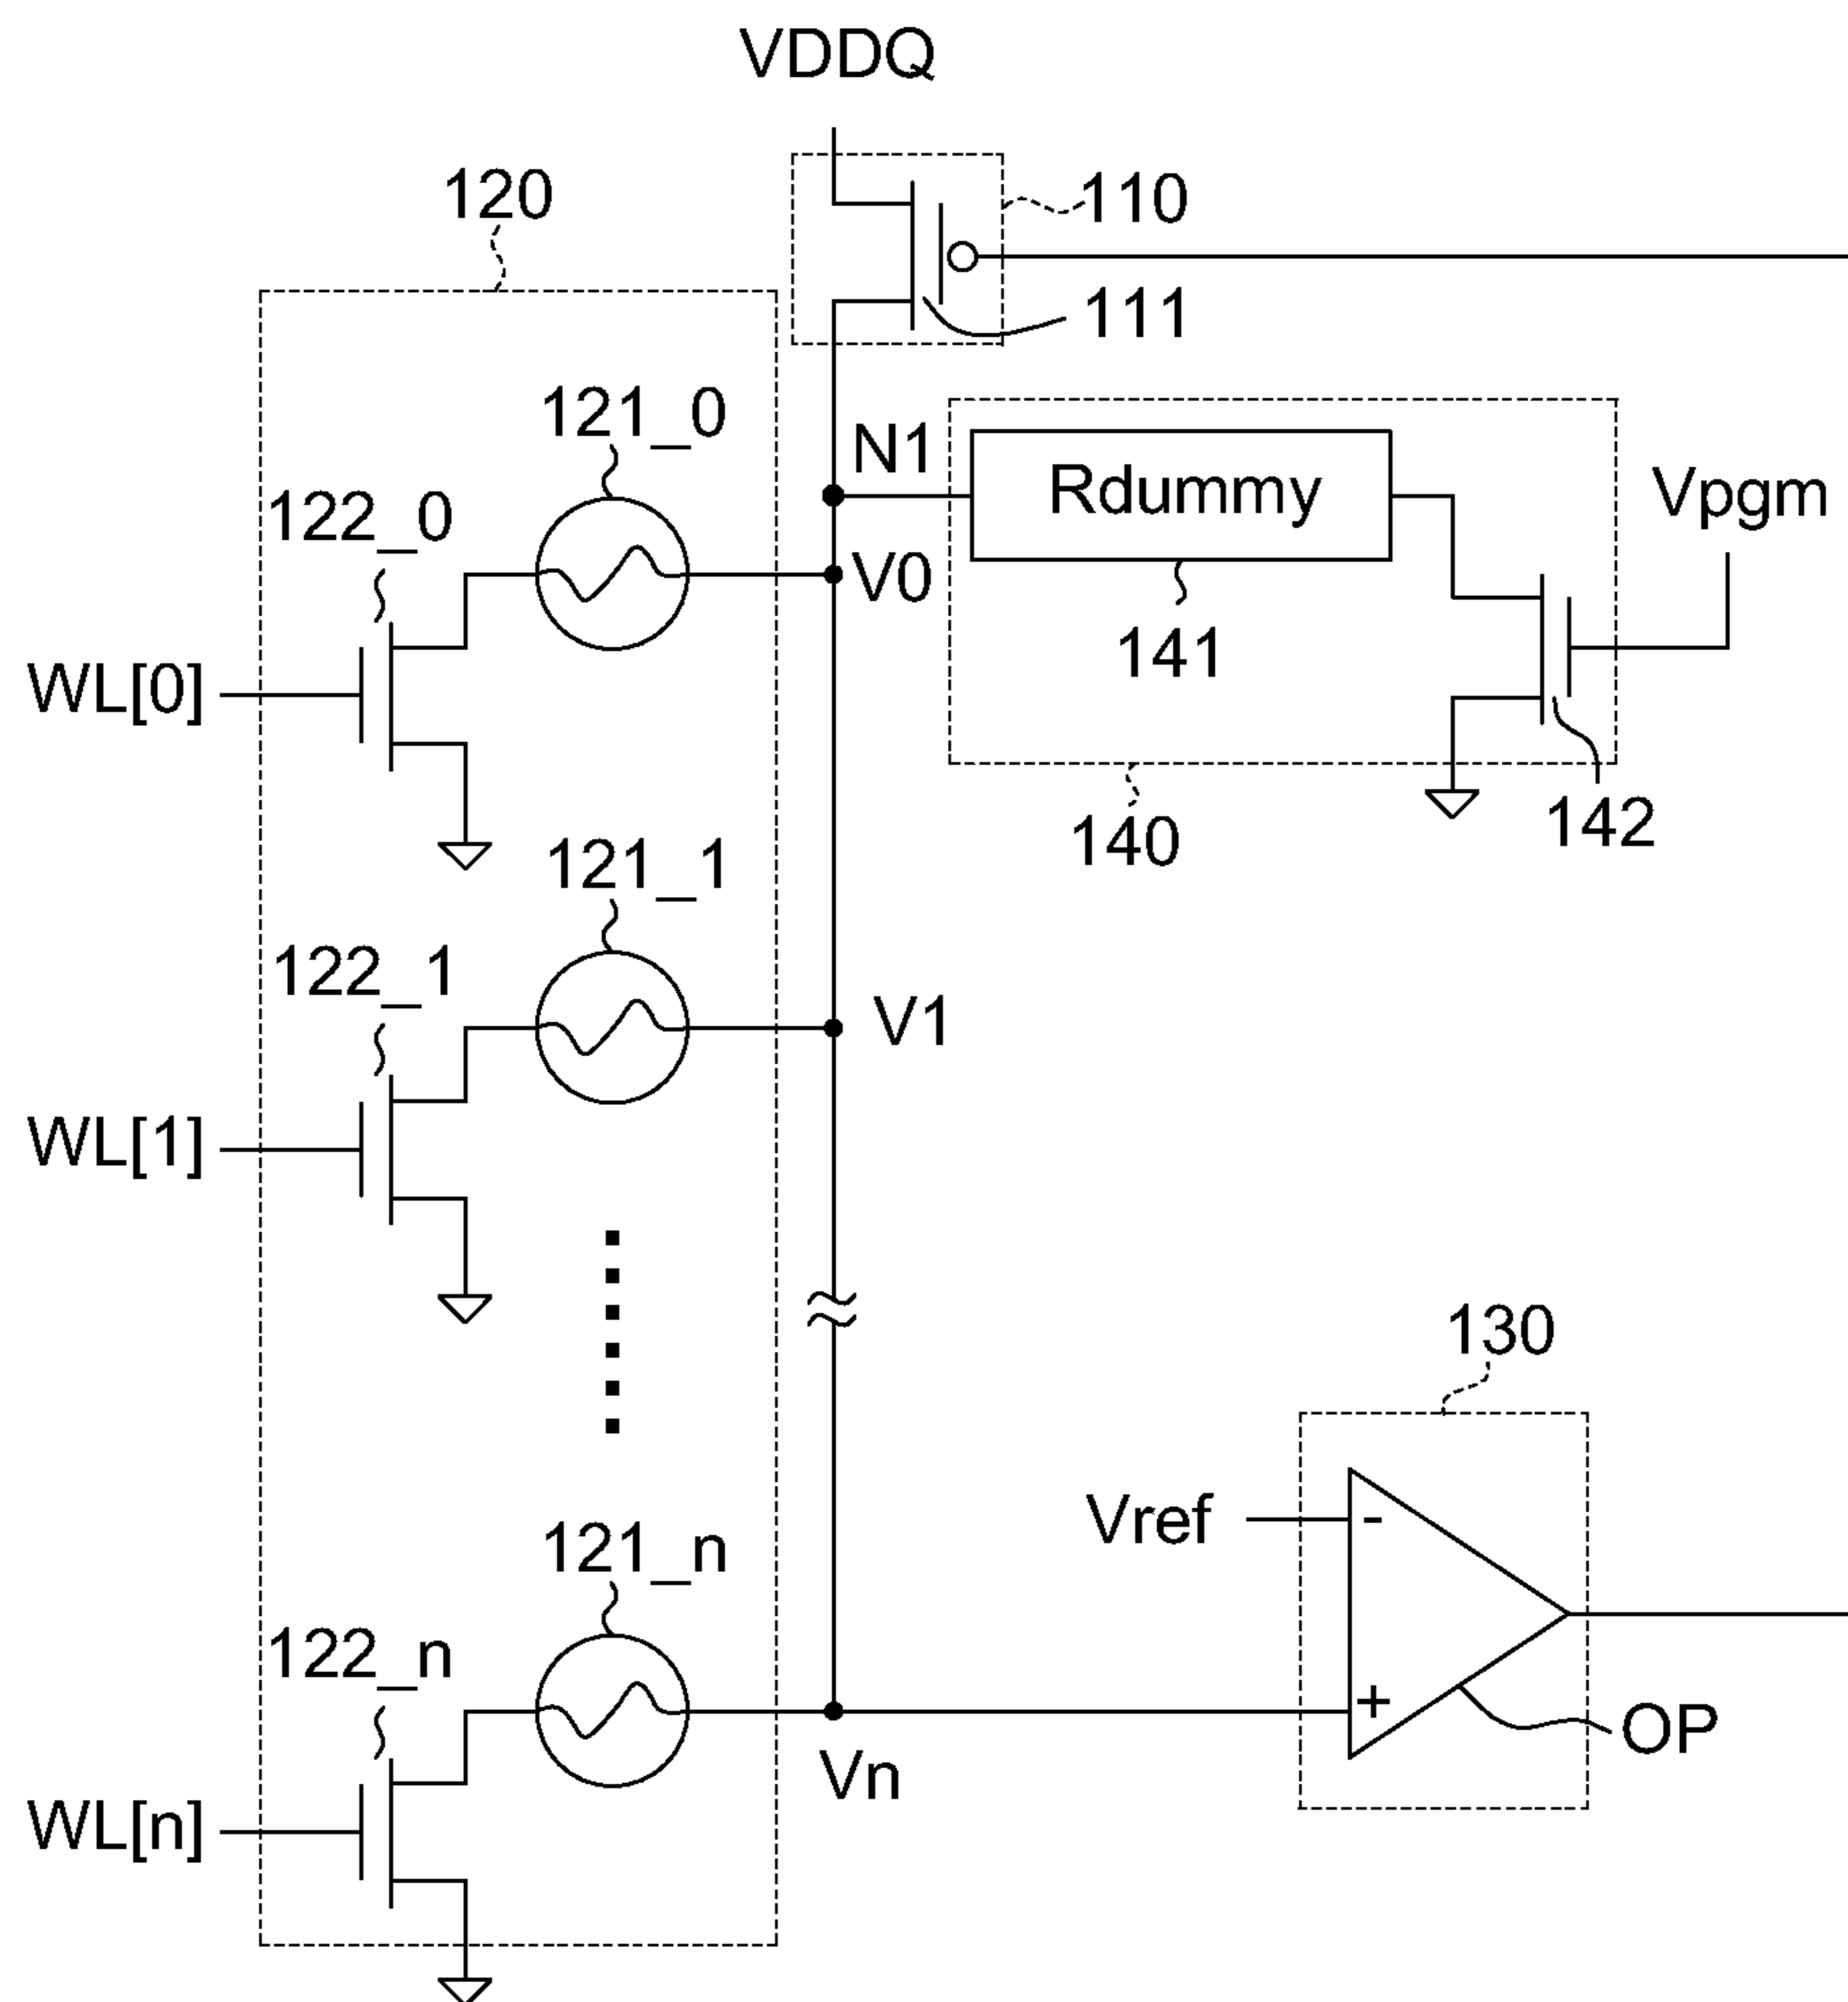 VDDQ
120
110
111
121_0
N1
Rdummy
Vpgm
122_0
V0
141
WL[0]
142
140
121_1
122_1
V1
WL[1]
130
Vref
-
121_n
122_n
+
OP
Vn
WL[n]